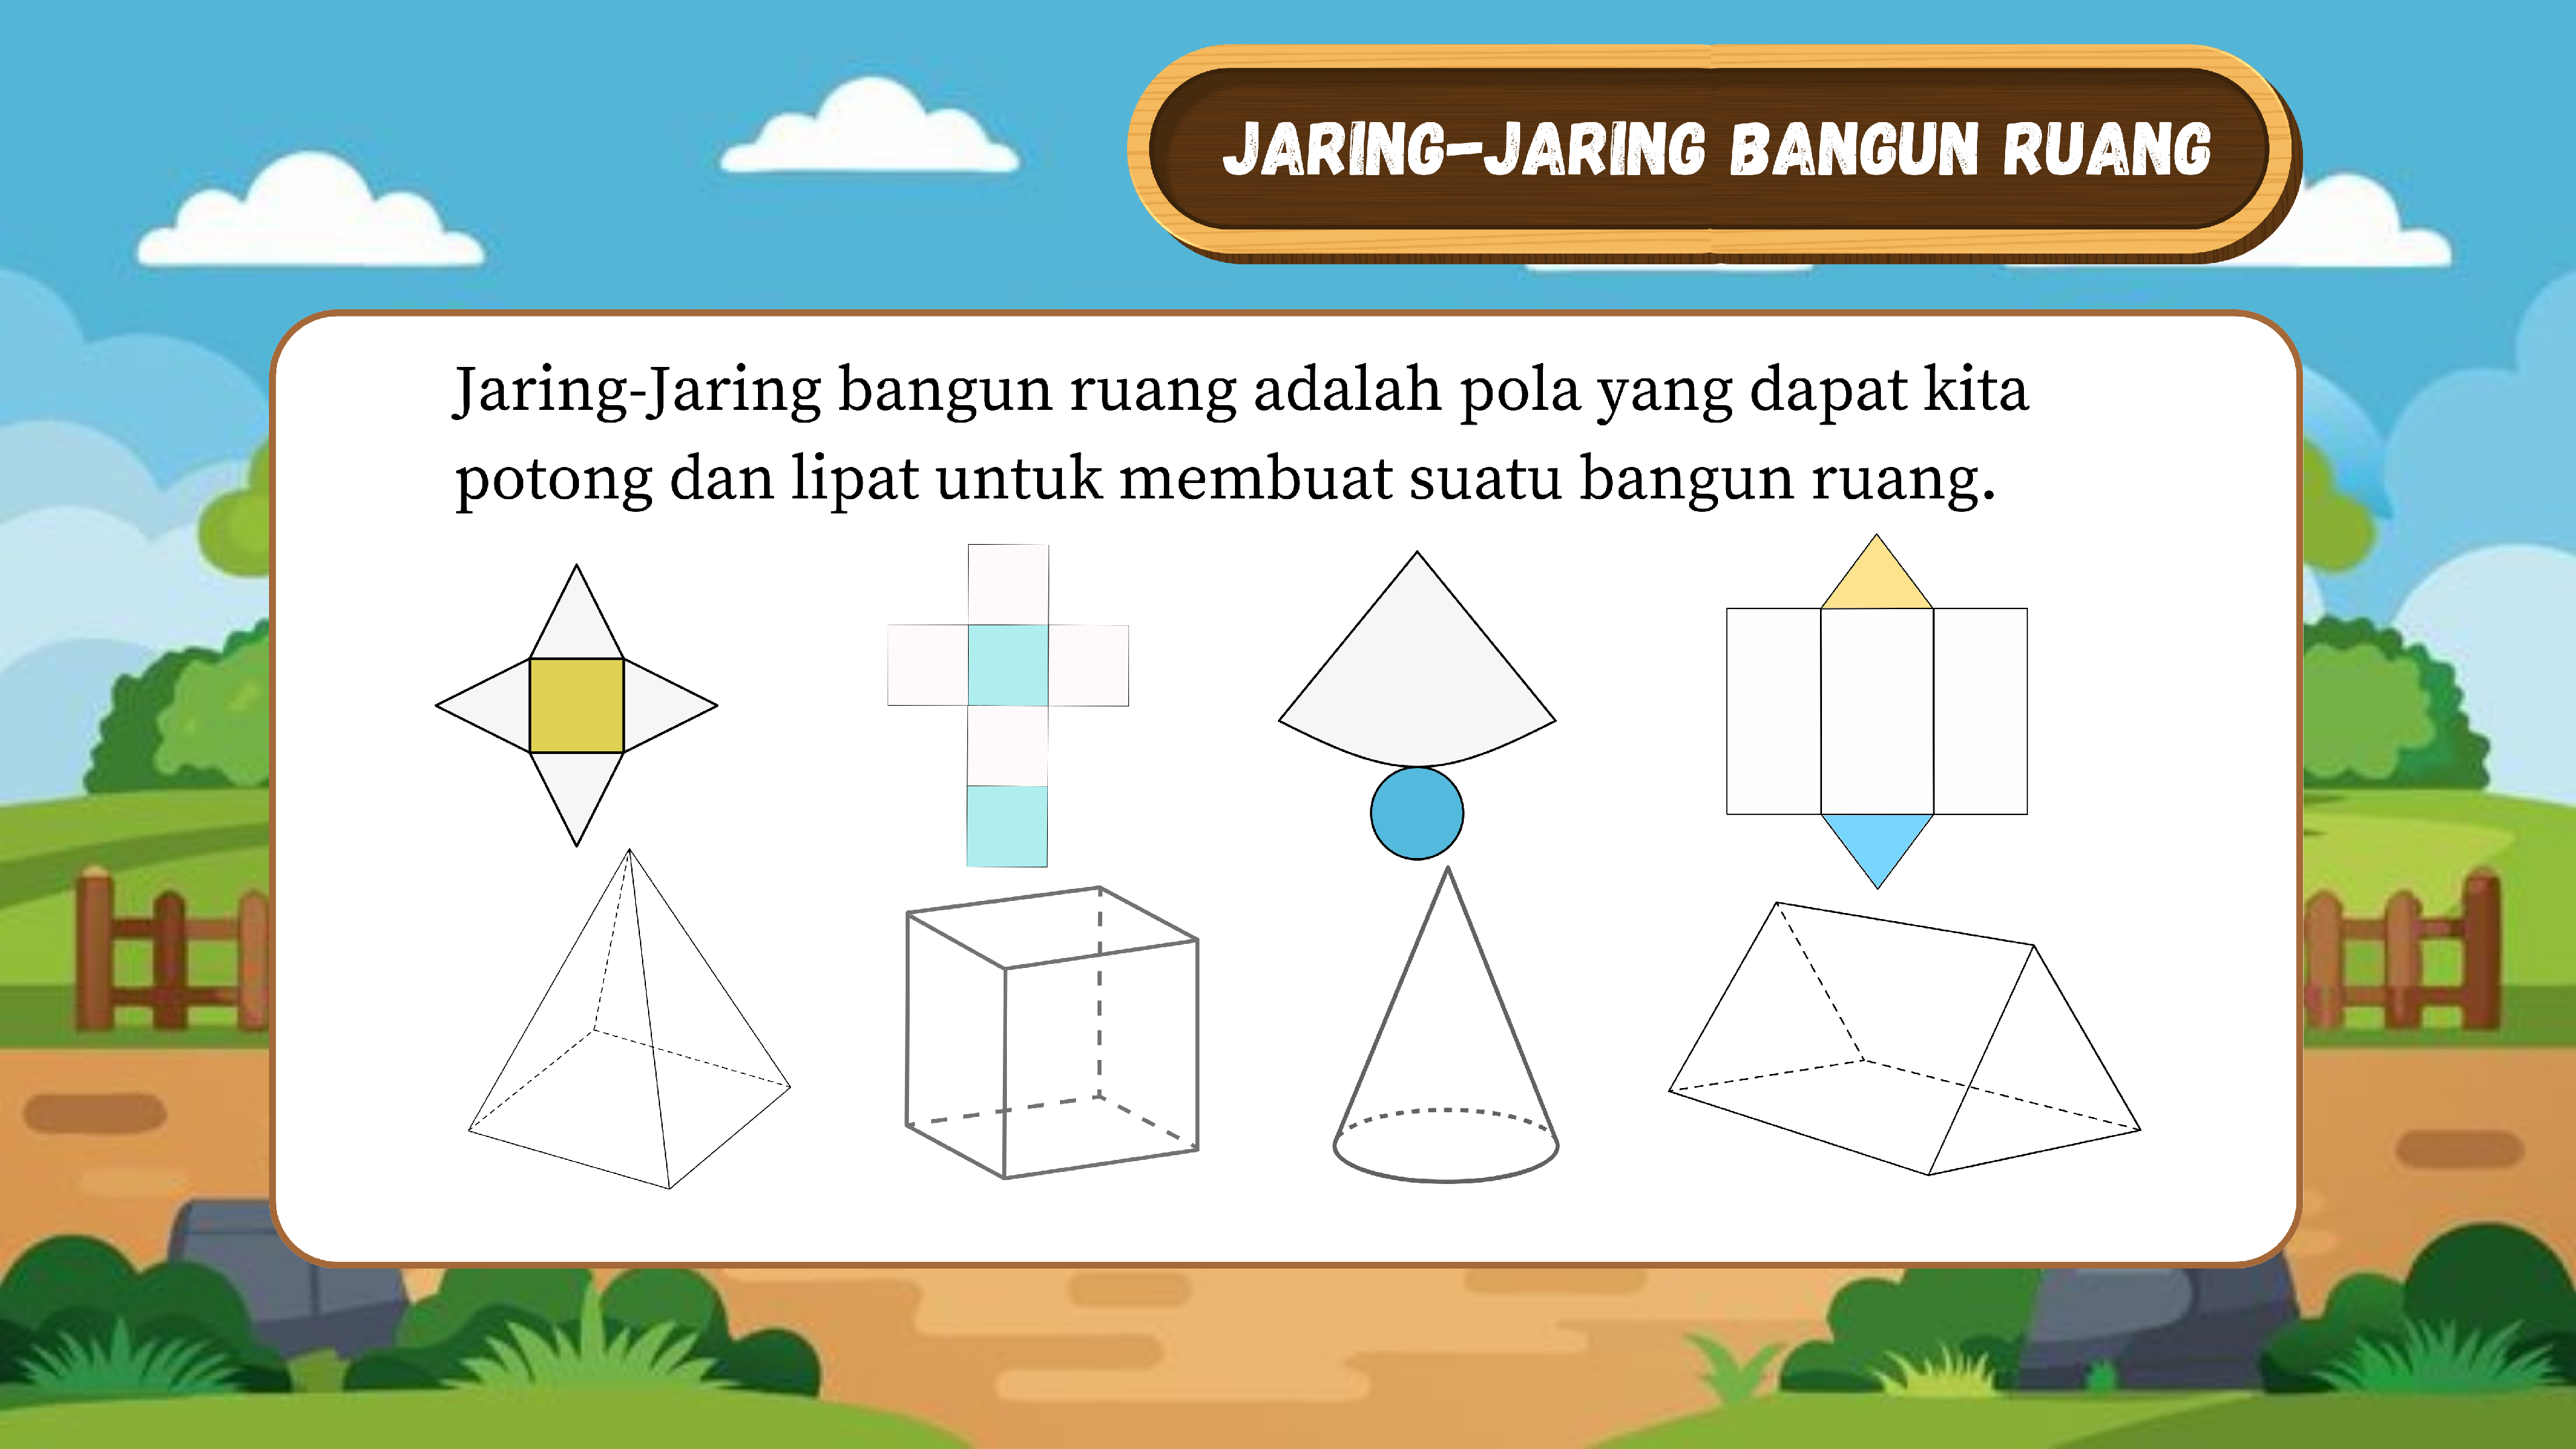 JARING-JARING BANGUN RUANG
Jaring-Jaring bangun ruang adalah pola yang dapat kita
potong dan lipat untuk membuat suatu bangun ruang.